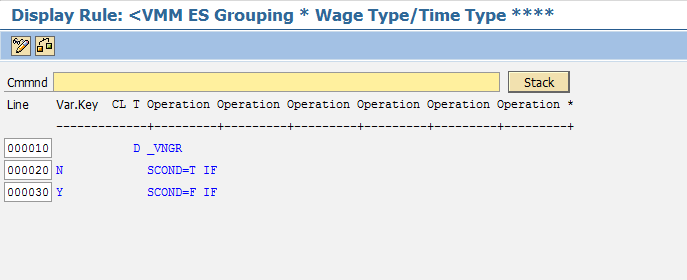 Display Rule: <VMM ES Grouping * Wage Type/Time Type ****
Cmmnd Stack
Line Var.Key CL T Operation Operation Operation Operation Operation Operation *
--------------+---------+---------+---------+---------+---------+---------+
000010 D _VNGR
000020 N SCOND=T IF
000030 Y SCOND=F IF